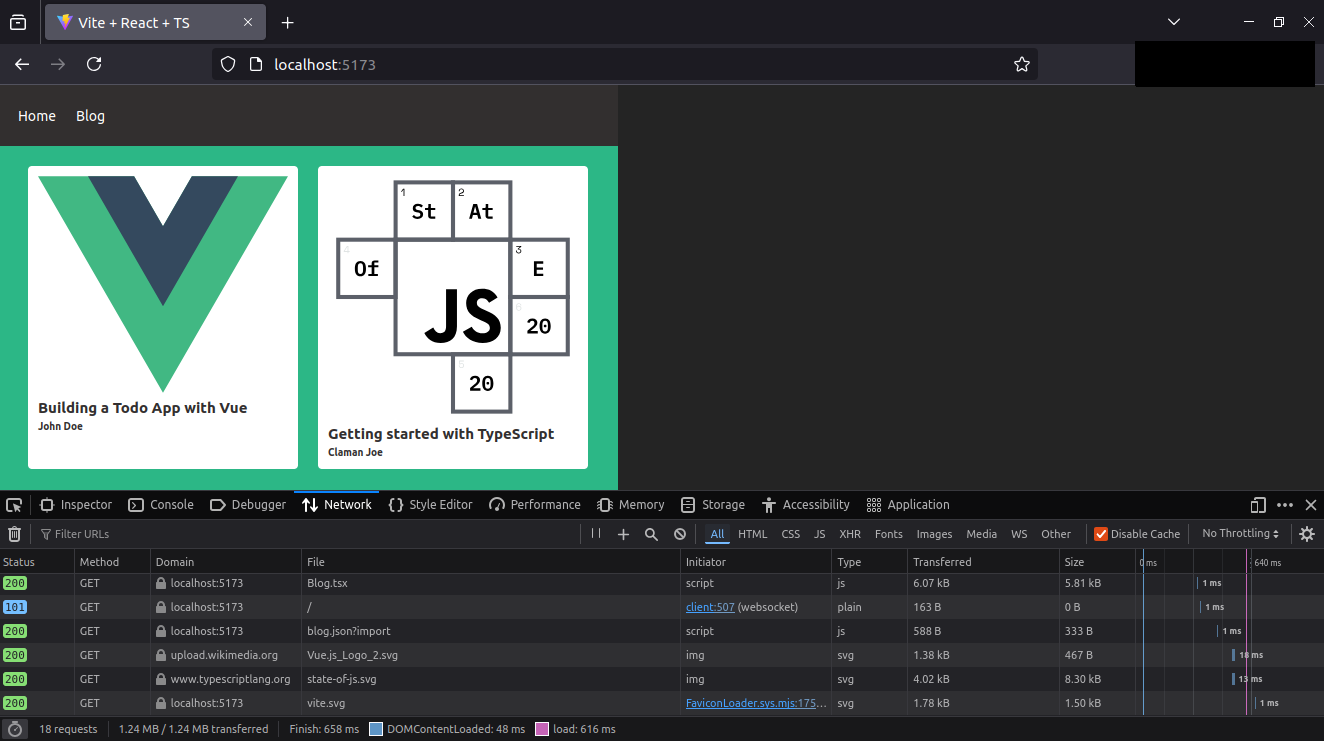 Vite + React + TS
localhost:5173
Home Blog
1 St 2 At
4 Of 3 E
JS 20
20
Building a Todo App with Vue
John Doe
Getting started with TypeScript
Claman Joe
Inspector Console Debugger Network Style Editor Performance Memory Storage Accessibility Application
Filter URLs All HTML CSS JS XHR Fonts Images Media WS Other Disable Cache No Throttling
Status Method Domain File Initiator Type Transferred Size 0 ms 640 ms
200 GET localhost:5173 Blog.tsx script js 6.07 kB 5.81 kB 1 ms
101 GET localhost:5173 / client:507 (websocket) plain 163 B 0 B 1 ms
200 GET localhost:5173 blog.json?import script js 588 B 333 B 1 ms
200 GET upload.wikimedia.org Vue.js_Logo_2.svg img svg 1.38 kB 467 B 18 ms
200 GET www.typescriptlang.org state-of-js.svg img svg 4.02 kB 8.30 kB 13 ms
200 GET localhost:5173 vite.svg FaviconLoader.sys.mjs:175… svg 1.78 kB 1.50 kB 1 ms
18 requests 1.24 MB / 1.24 MB transferred Finish: 658 ms DOMContentLoaded: 48 ms load: 616 ms